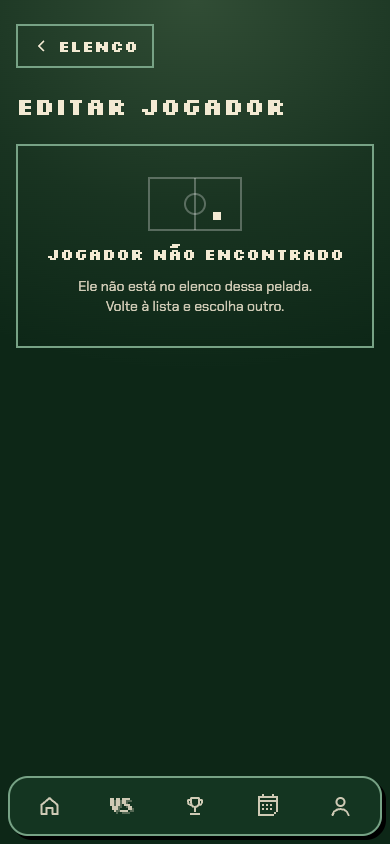 ELENCO
EDITAR JOGADOR
JOGADOR NÃO ENCONTRADO
Ele não está no elenco dessa pelada.
Volte à lista e escolha outro.
VS